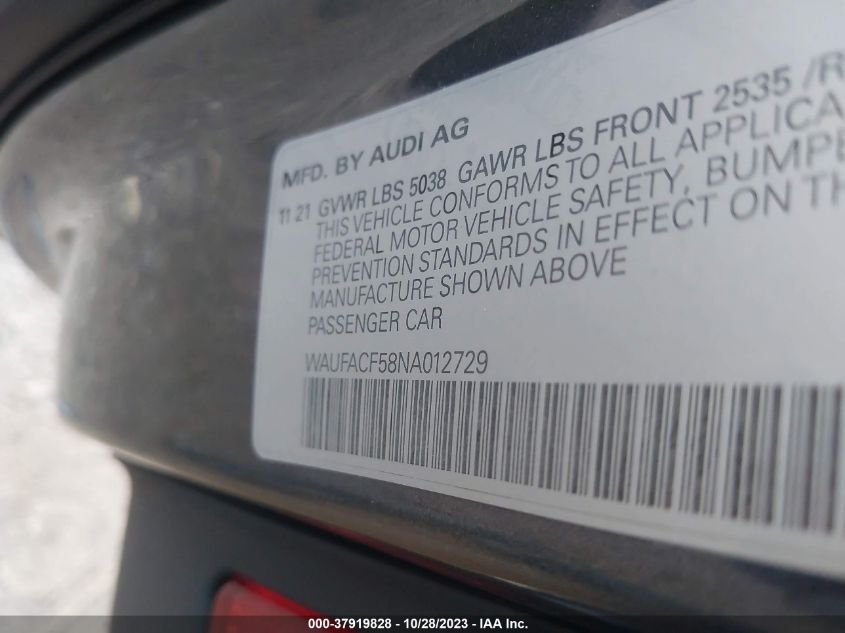 MFD. BY AUDI AG
11 21 GVWR LBS 5038 GAWR LBS FRONT 2535 /R
THIS VEHICLE CONFORMS TO ALL APPLICA
FEDERAL MOTOR VEHICLE SAFETY, BUMPE
PREVENTION STANDARDS IN EFFECT ON TH
MANUFACTURE SHOWN ABOVE
PASSENGER CAR
WAUFACF58NA012729
000-37919828 - 10/28/2023 - IAA Inc.